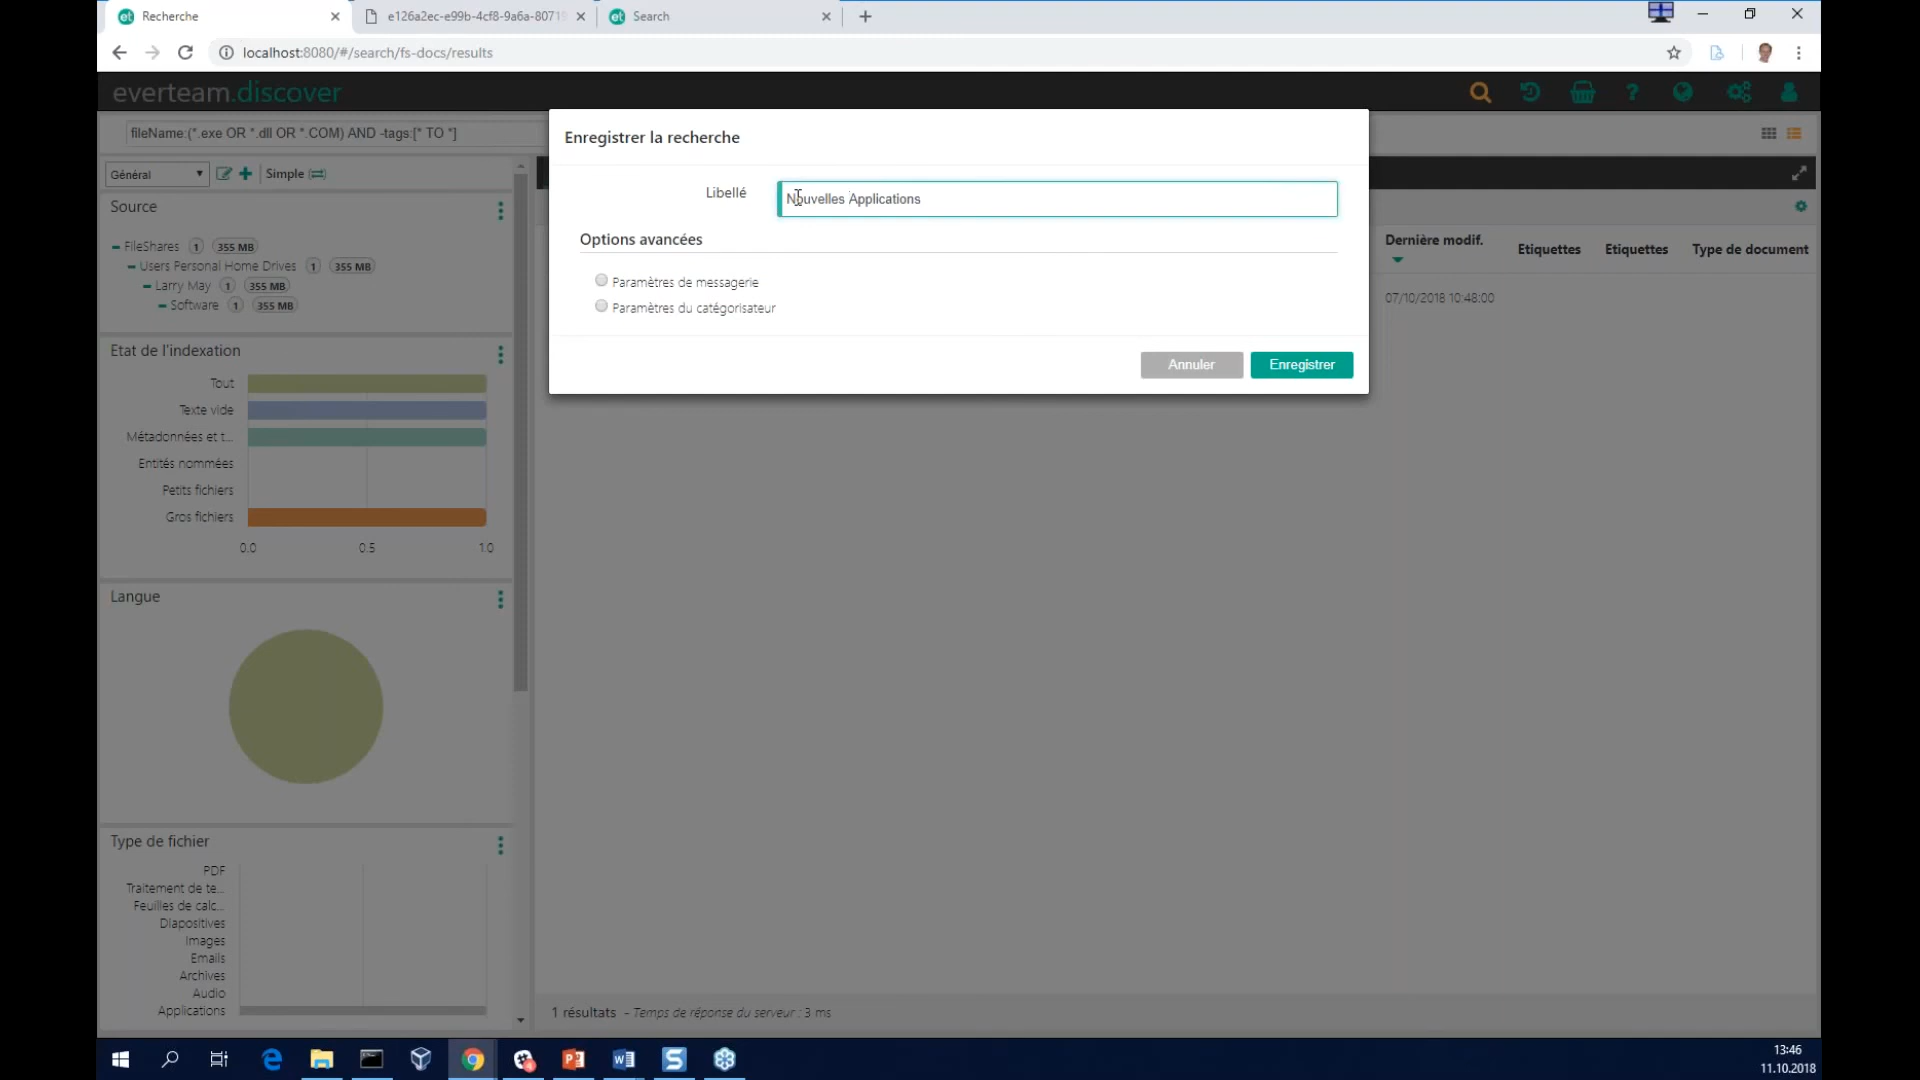 Recherche
e126a2ec-e99b-4cf8-9a6a-80719
Search
localhost:8080/#/search/fs-docs/results
everteam.discover
fileName:(*.exe OR *.dll OR *.COM) AND -tags:[* TO *]
Général
Simple
Source
FileShares 1 355 MB
Users Personal Home Drives 1 355 MB
Larry May 1 355 MB
Software 1 355 MB
Etat de l'indexation
Tout
Texte vide
Métadonnées et t...
Entités nommées
Petits fichiers
Gros fichiers
0.0 0.5 1.0
Langue
Type de fichier
PDF
Traitement de te...
Feuilles de calc...
Diapositives
Images
Emails
Archives
Audio
Applications
Enregistrer la recherche
Libellé
Nouvelles Applications
Options avancées
Paramètres de messagerie
Paramètres du catégorisateur
Annuler
Enregistrer
Dernière modif. Etiquettes Etiquettes Type de document
07/10/2018 10:48:00
1 résultats - Temps de réponse du serveur : 3 ms
13:46
11.10.2018